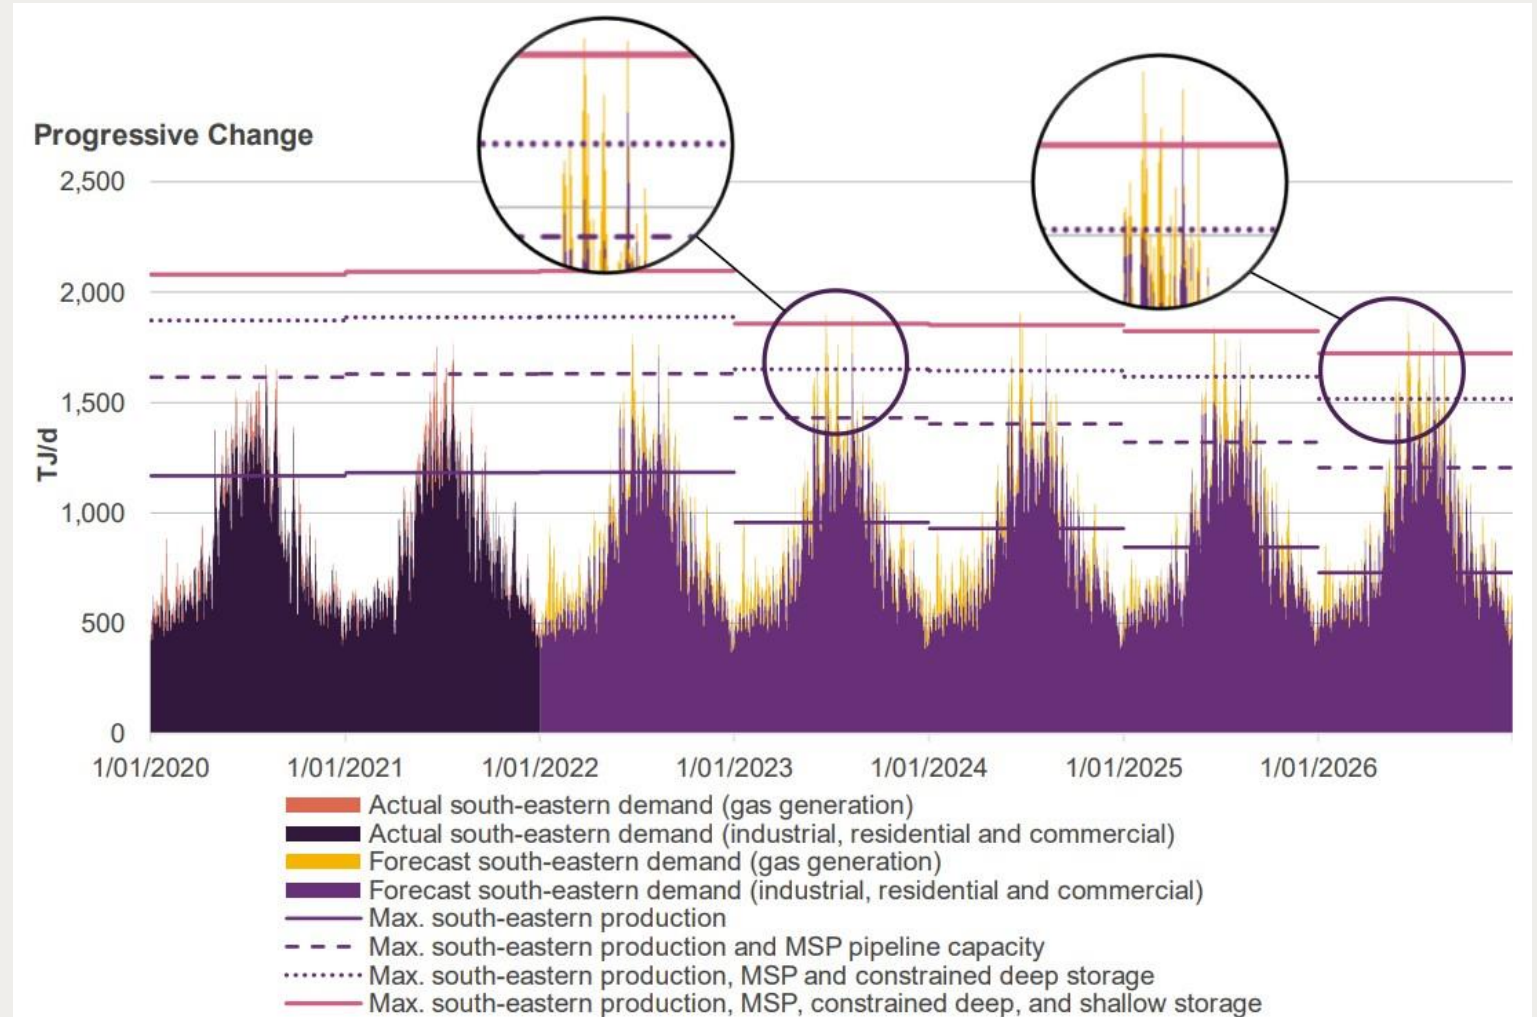 Progressive Change
2,500
2,000
1,500
1,000
500
0
TJ/d
1/01/2020 1/01/2021 1/01/2022 1/01/2023 1/01/2024 1/01/2025 1/01/2026
Actual south-eastern demand (gas generation)
Actual south-eastern demand (industrial, residential and commercial)
Forecast south-eastern demand (gas generation)
Forecast south-eastern demand (industrial, residential and commercial)
Max. south-eastern production
Max. south-eastern production and MSP pipeline capacity
Max. south-eastern production, MSP and constrained deep storage
Max. south-eastern production, MSP, constrained deep, and shallow storage